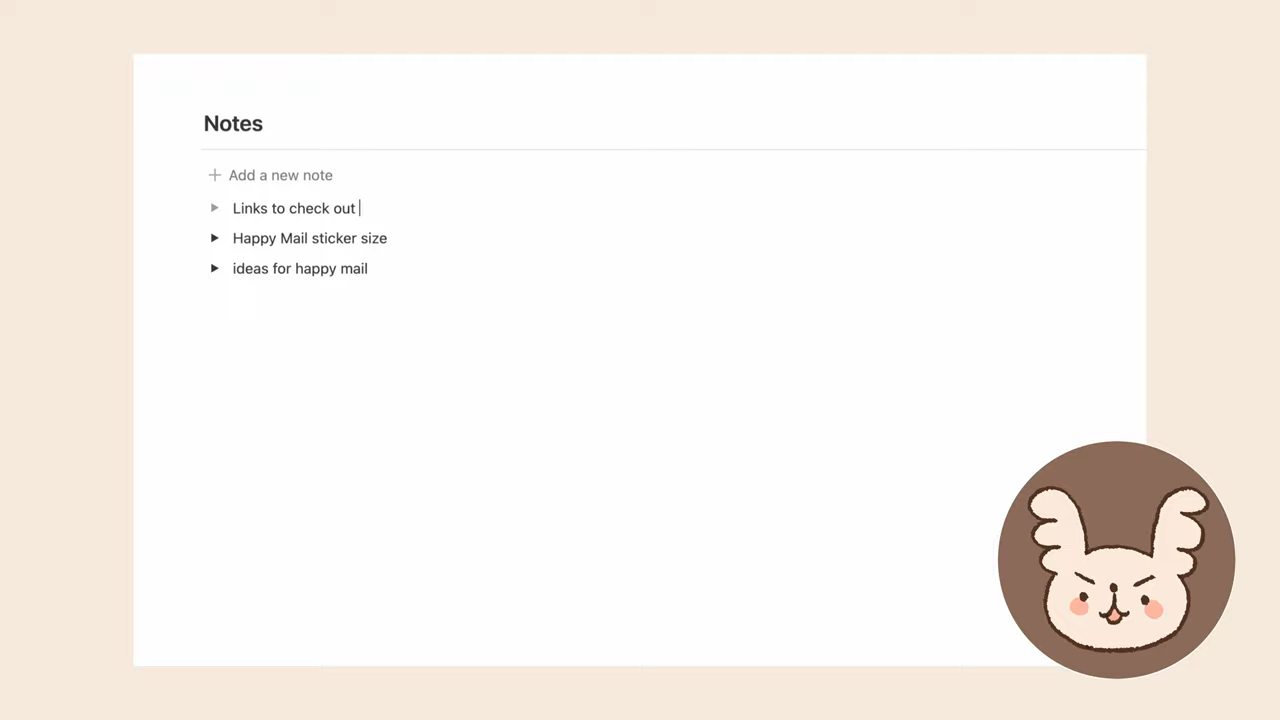 Notes
Add a new note
Links to check out
Happy Mail sticker size
ideas for happy mail